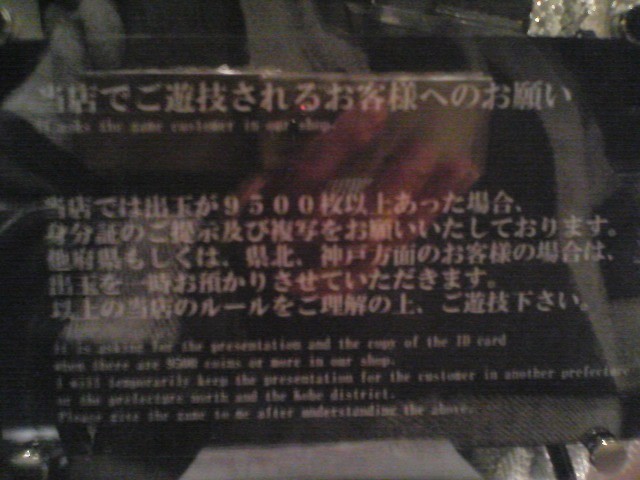 当店でご遊技されるお客様へのお願い
It asks the game customer in our shop.
当店では出玉が9500枚以上あった場合、
身分証のご提示及び複写をお願いいたしております。
他府県もしくは、県北、神戸方面のお客様の場合は、
出玉を一時お預かりさせていただきます。
以上の当店のルールをご理解の上、ご遊技下さい。
It is asking for the presentation and the copy of the ID card
when there are 9500 coins or more in our shop.
I will temporarily keep the presentation for the customer in another prefecture
or the prefecture north and the Kobe district.
Please give the game to me after understanding the above.